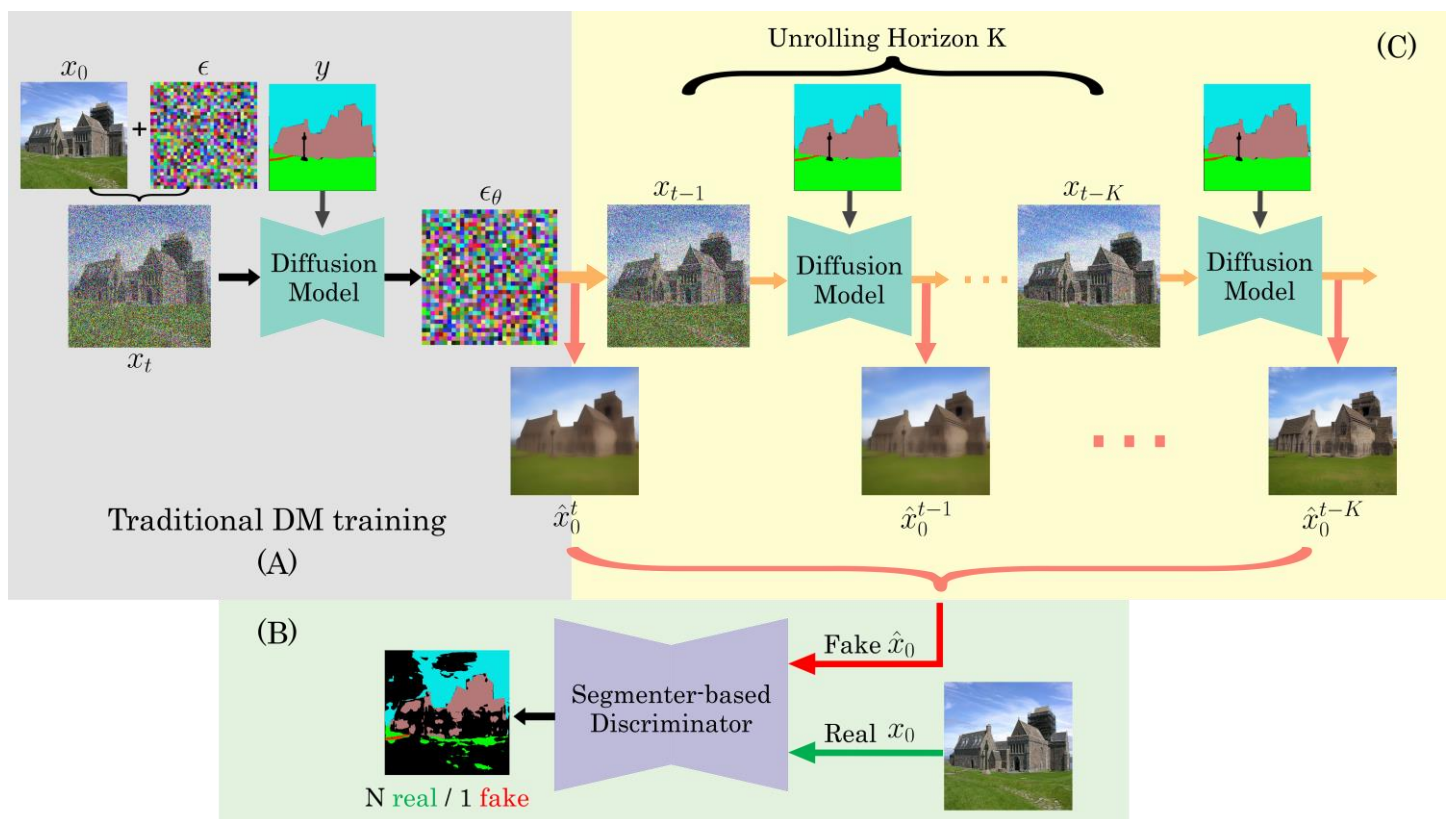 Unrolling Horizon K
(C)
x_0
ϵ
y
+
ϵ_θ
x_{t-1}
x_{t-K}
Diffusion
Model
Diffusion
Model
Diffusion
Model
x_t
Traditional DM training
(A)
x̂_0^t
x̂_0^{t-1}
x̂_0^{t-K}
(B)
Fake x̂_0
Segmenter-based
Discriminator
Real x_0
N real / 1 fake